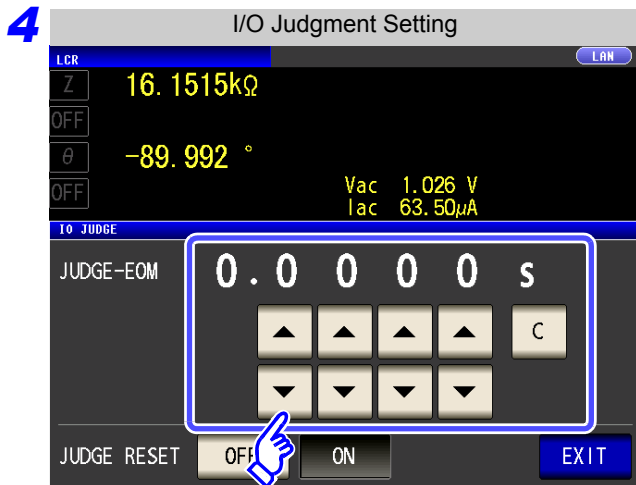 4
I/O Judgment Setting
LCR
LAN
Z 16.1515kΩ
OFF
θ -89.992 °
OFF
Vac 1.026 V
Iac 63.50μA
IO JUDGE
JUDGE-EOM 0.0000s
C
JUDGE RESET OFF ON EXIT